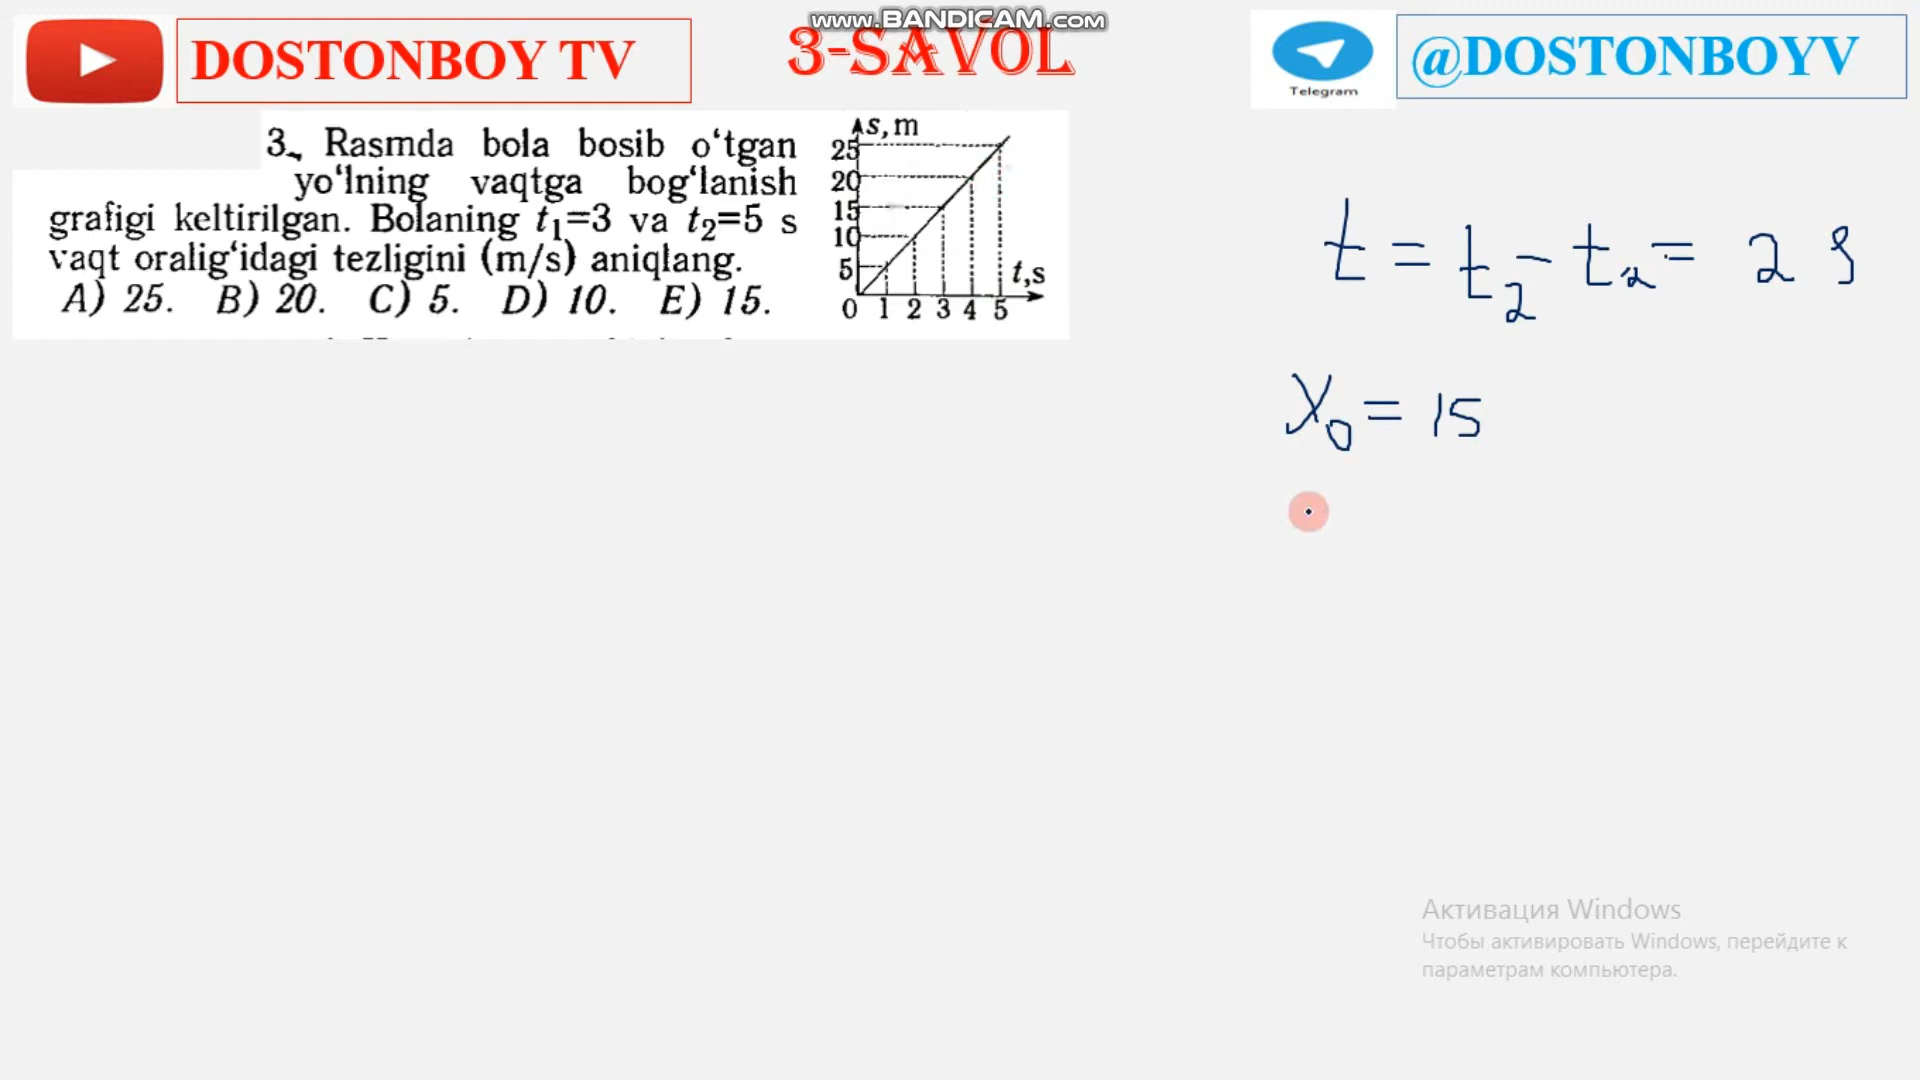 www.BANDICAM.com
DOSTONBOY TV
3-SAVOL
Telegram
@DOSTONBOYV
3. Rasmda bola bosib o‘tgan
yo‘lning vaqtga bog‘lanish
grafigi keltirilgan. Bolaning t₁=3 va t₂=5 s
vaqt oralig‘idagi tezligini (m/s) aniqlang.
A) 25. B) 20. C) 5. D) 10. E) 15.
s, m
25
20
15
10
5
t,s
0 1 2 3 4 5
t = t₂ - t₂ = 2 s
x₀ = 15
Активация Windows
Чтобы активировать Windows, перейдите к
параметрам компьютера.